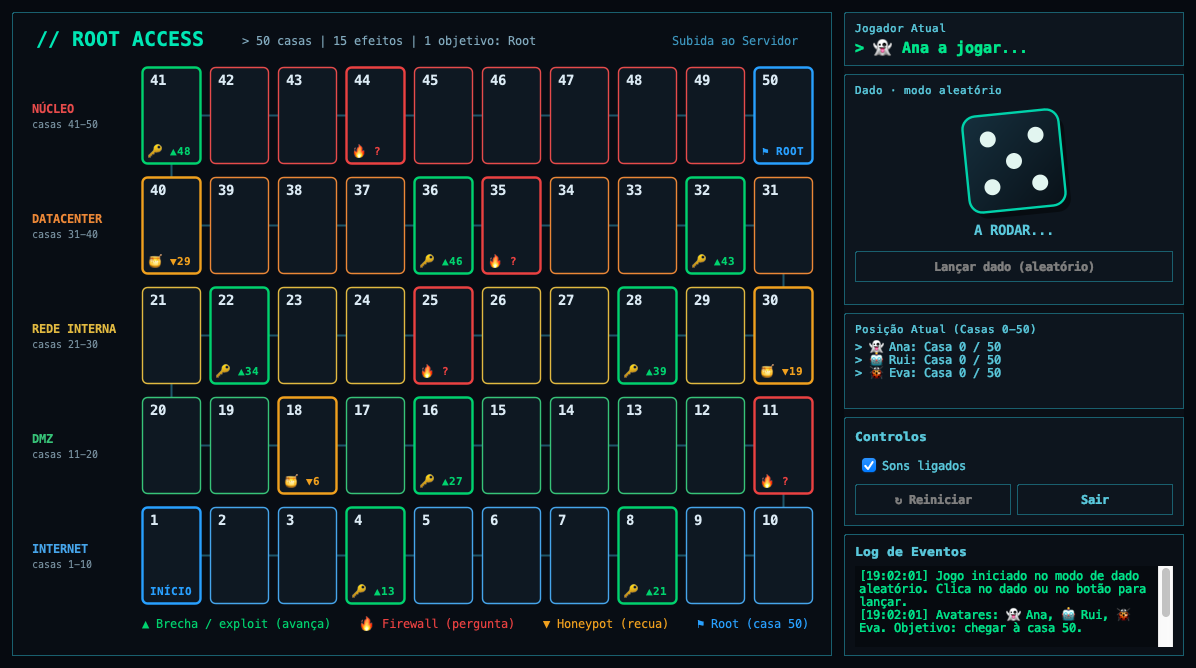 // ROOT ACCESS
> 50 casas | 15 efeitos | 1 objetivo: Root
Subida ao Servidor
NÚCLEO
casas 41—50
41 42 43 44 45 46 47 48 49 50
🔑 ▲48 🔥 ? ⚑ ROOT
DATACENTER
casas 31—40
40 39 38 37 36 35 34 33 32 31
🍯 ▼29 🔑 ▲46 🔥 ? 🔑 ▲43
REDE INTERNA
casas 21—30
21 22 23 24 25 26 27 28 29 30
🔑 ▲34 🔥 ? 🔑 ▲39 🍯 ▼19
DMZ
casas 11—20
20 19 18 17 16 15 14 13 12 11
🍯 ▼6 🔑 ▲27 🔥 ?
INTERNET
casas 1—10
1 2 3 4 5 6 7 8 9 10
INÍCIO 🔑 ▲13 🔑 ▲21
▲ Brecha / exploit (avança) 🔥 Firewall (pergunta) ▼ Honeypot (recua) ⚑ Root (casa 50)
Jogador Atual
> 👻 Ana a jogar...
Dado · modo aleatório
A RODAR...
Lançar dado (aleatório)
Posição Atual (Casas 0—50)
> 👻 Ana: Casa 0 / 50
> 🤖 Rui: Casa 0 / 50
> 🐞 Eva: Casa 0 / 50
Controlos
Sons ligados
↻ Reiniciar
Sair
Log de Eventos
[19:02:01] Jogo iniciado no modo de dado
aleatório. Clica no dado ou no botão para
lançar.
[19:02:01] Avatares: 👻 Ana, 🤖 Rui, 🐞
Eva. Objetivo: chegar à casa 50.